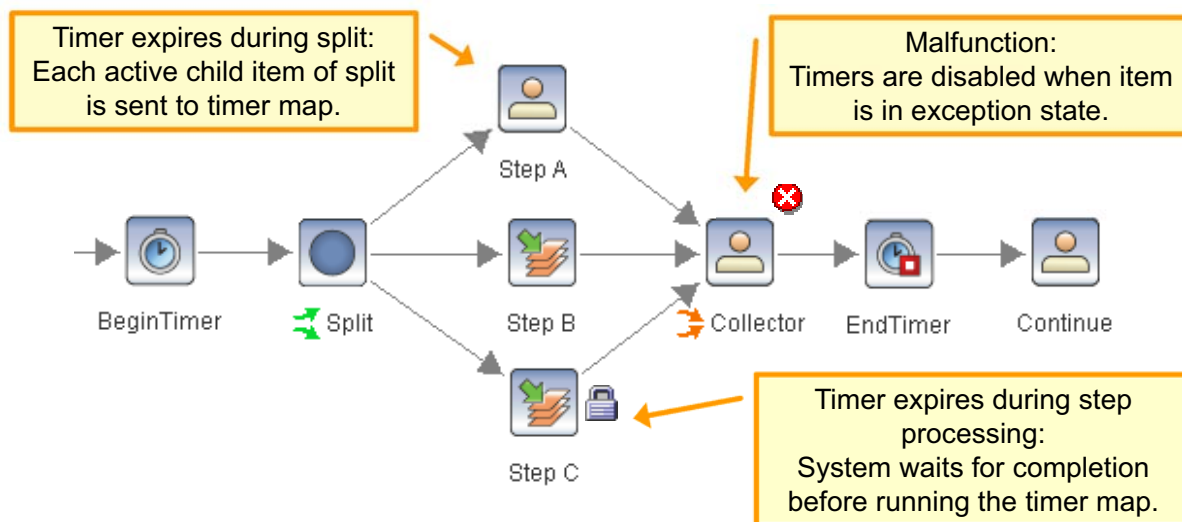 Timer expires during split:
Each active child item of split
is sent to timer map.
Malfunction:
Timers are disabled when item
is in exception state.
Step A
BeginTimer
Split
Step B
Collector
EndTimer
Continue
Step C
Timer expires during step
processing:
System waits for completion
before running the timer map.